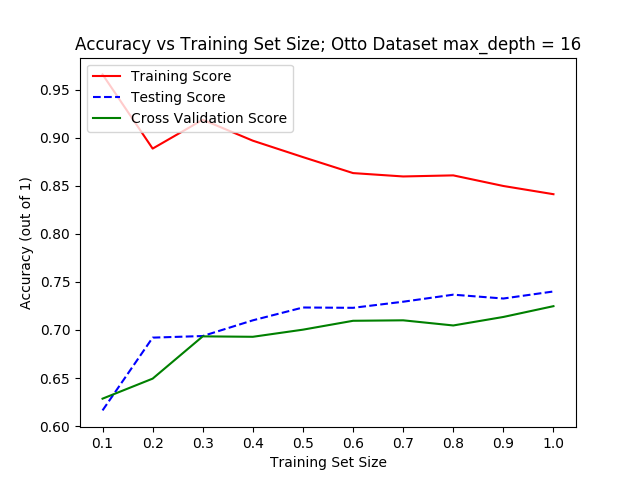 Accuracy vs Training Set Size; Otto Dataset max_depth = 16
Training Score
Testing Score
Cross Validation Score
Accuracy (out of 1)
0.95
0.90
0.85
0.80
0.75
0.70
0.65
0.60
0.1 0.2 0.3 0.4 0.5 0.6 0.7 0.8 0.9 1.0
Training Set Size